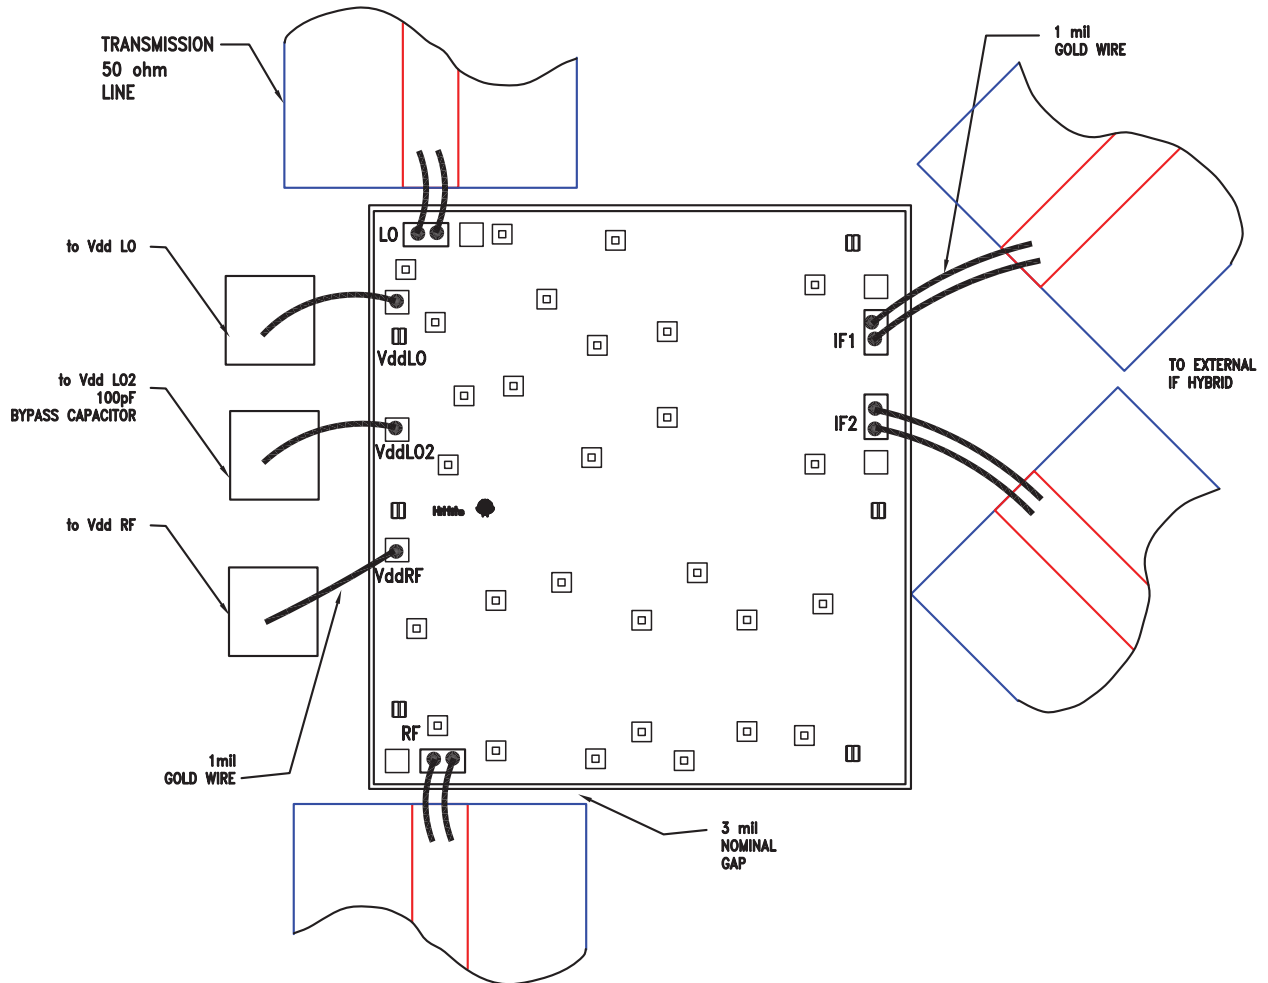 TRANSMISSION
50 ohm
LINE
1 mil
GOLD WIRE
LO
to Vdd LO
VddLO
IF1
TO EXTERNAL
IF HYBRID
to Vdd LO2
100pF
BYPASS CAPACITOR
VddLO2
IF2
to Vdd RF
VddRF
RF
1mil
GOLD WIRE
3 mil
NOMINAL
GAP